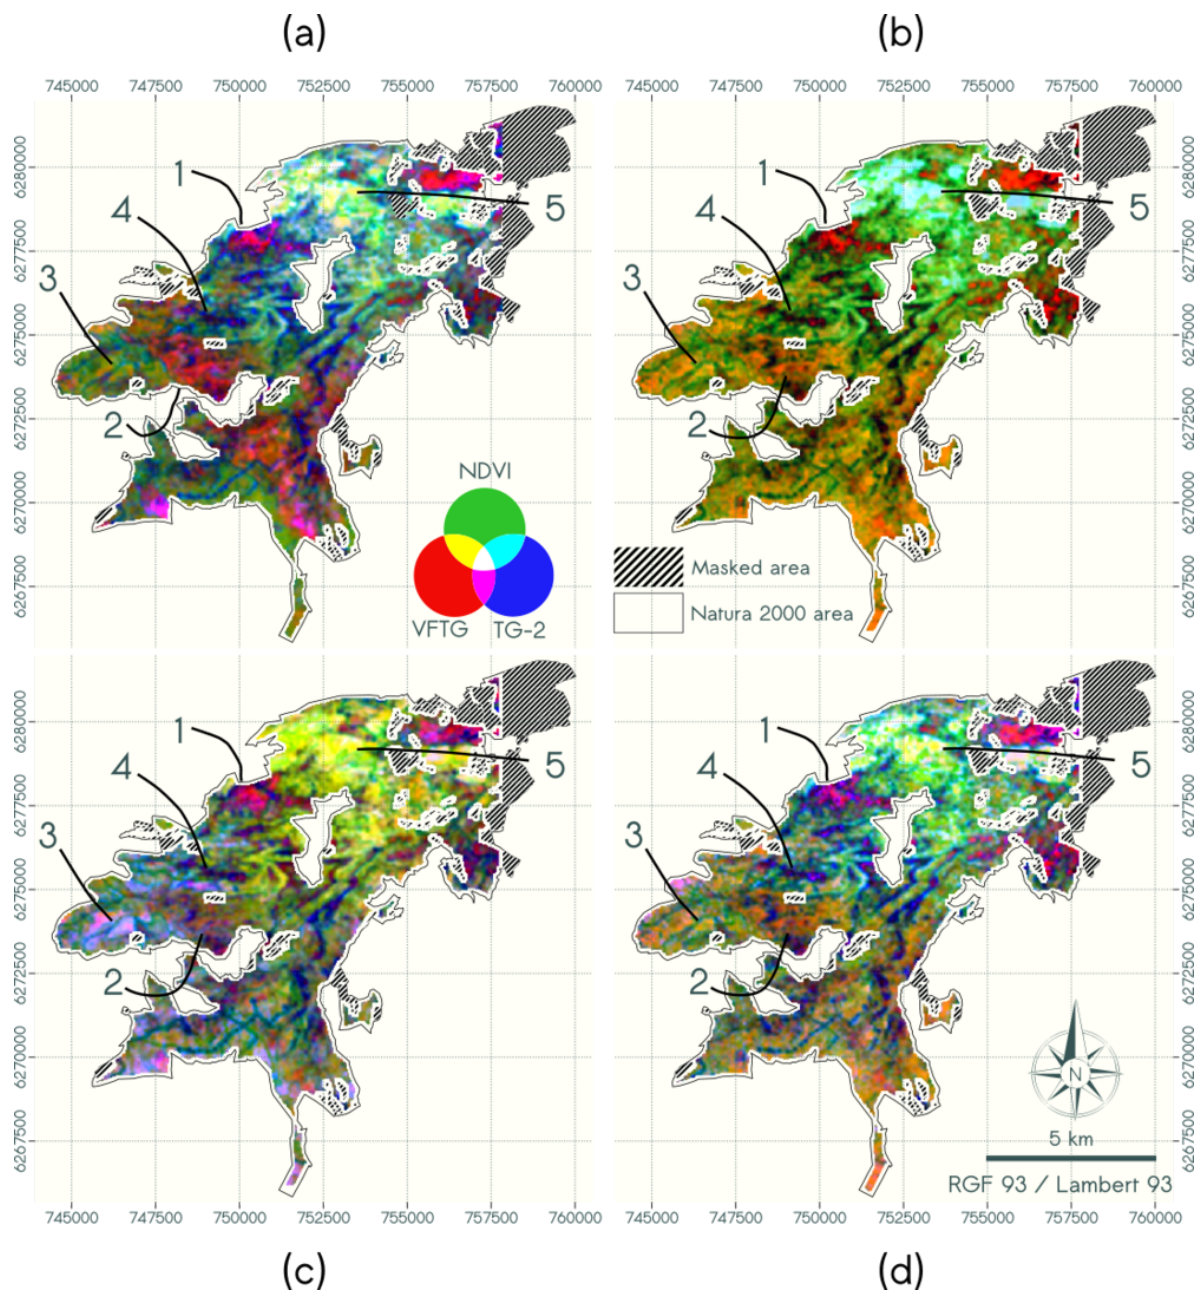 (a) (b)
745000 747500 750000 752500 755000 757500 760000 745000 747500 750000 752500 755000 757500 760000
6280000 6277500 6275000 6272500 6270000 6267500
1 4 3 2 5
NDVI
VFTG TG-2
1 4 3 2 5
Masked area
Natura 2000 area
6280000 6277500 6275000 6272500 6270000 6267500
6280000 6277500 6275000 6272500 6270000 6267500
1 4 3 2 5
1 4 3 2 5
N
5 km
RGF 93 / Lambert 93
6280000 6277500 6275000 6272500 6270000 6267500
745000 747500 750000 752500 755000 757500 760000 745000 747500 750000 752500 755000 757500 760000
(c) (d)